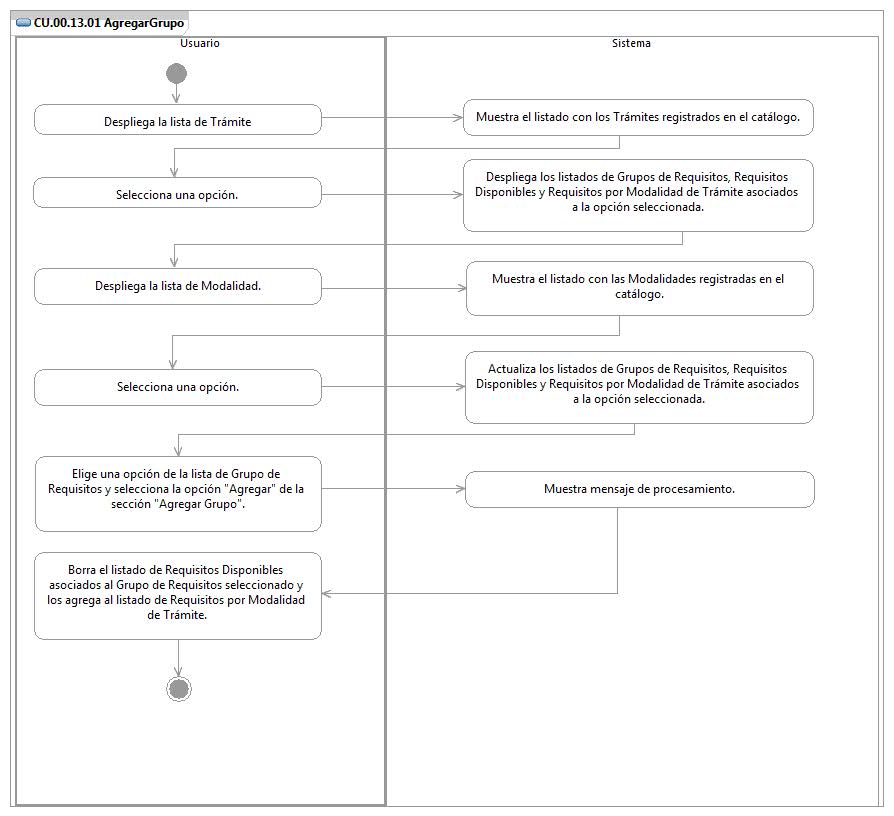 CU.00.13.01 AgregarGrupo
Usuario
Sistema
Despliega la lista de Trámite
Muestra el listado con los Trámites registrados en el catálogo.
Selecciona una opción.
Despliega los listados de Grupos de Requisitos, Requisitos
Disponibles y Requisitos por Modalidad de Trámite asociados
a la opción seleccionada.
Despliega la lista de Modalidad.
Muestra el listado con las Modalidades registradas en el
catálogo.
Selecciona una opción.
Actualiza los listados de Grupos de Requisitos, Requisitos
Disponibles y Requisitos por Modalidad de Trámite asociados
a la opción seleccionada.
Elige una opción de la lista de Grupo de
Requisitos y selecciona la opción "Agregar" de la
sección "Agregar Grupo".
Muestra mensaje de procesamiento.
Borra el listado de Requisitos Disponibles
asociados al Grupo de Requisitos seleccionado y
los agrega al listado de Requisitos por Modalidad
de Trámite.